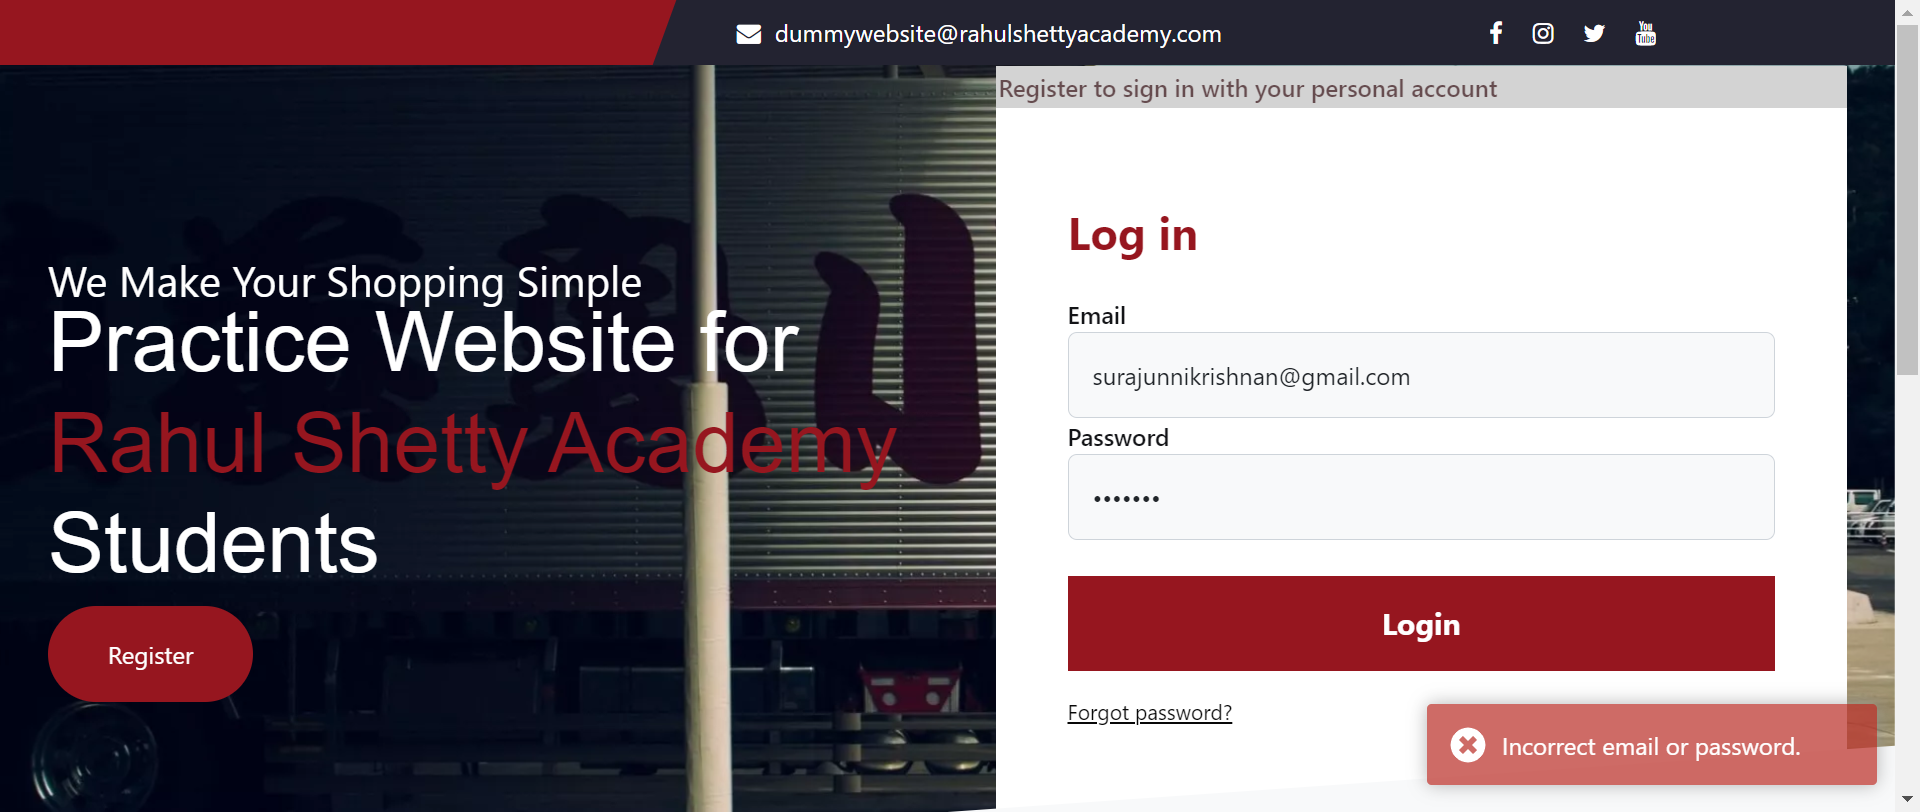 dummywebsite@rahulshettyacademy.com
You
Tube
Register to sign in with your personal account
We Make Your Shopping Simple
Practice Website for
Rahul Shetty Academy
Students
Register
Log in
Email
surajunnikrishnan@gmail.com
Password
•••••••
Login
Forgot password?
Incorrect email or password.